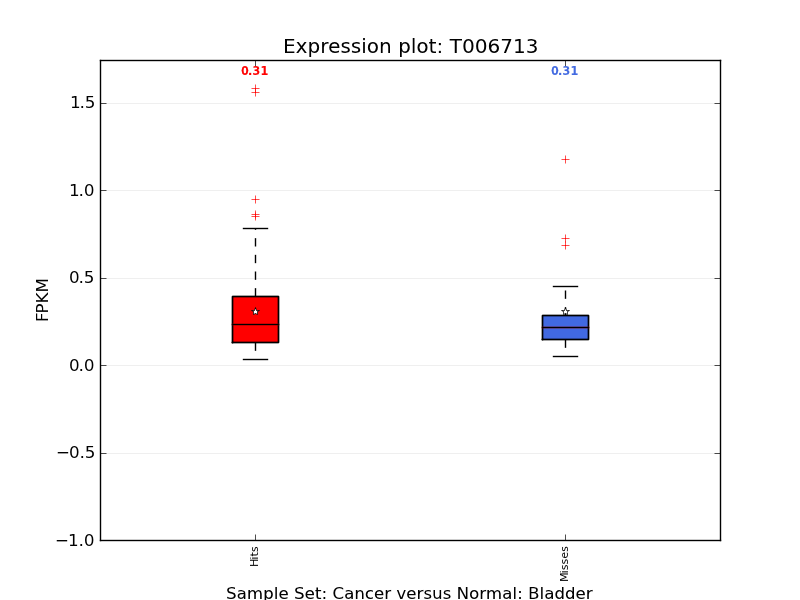 Expression plot: T006713
0.31
0.31
1.5
1.0
0.5
0.0
−0.5
−1.0
FPKM
Hits
Misses
Sample Set: Cancer versus Normal: Bladder